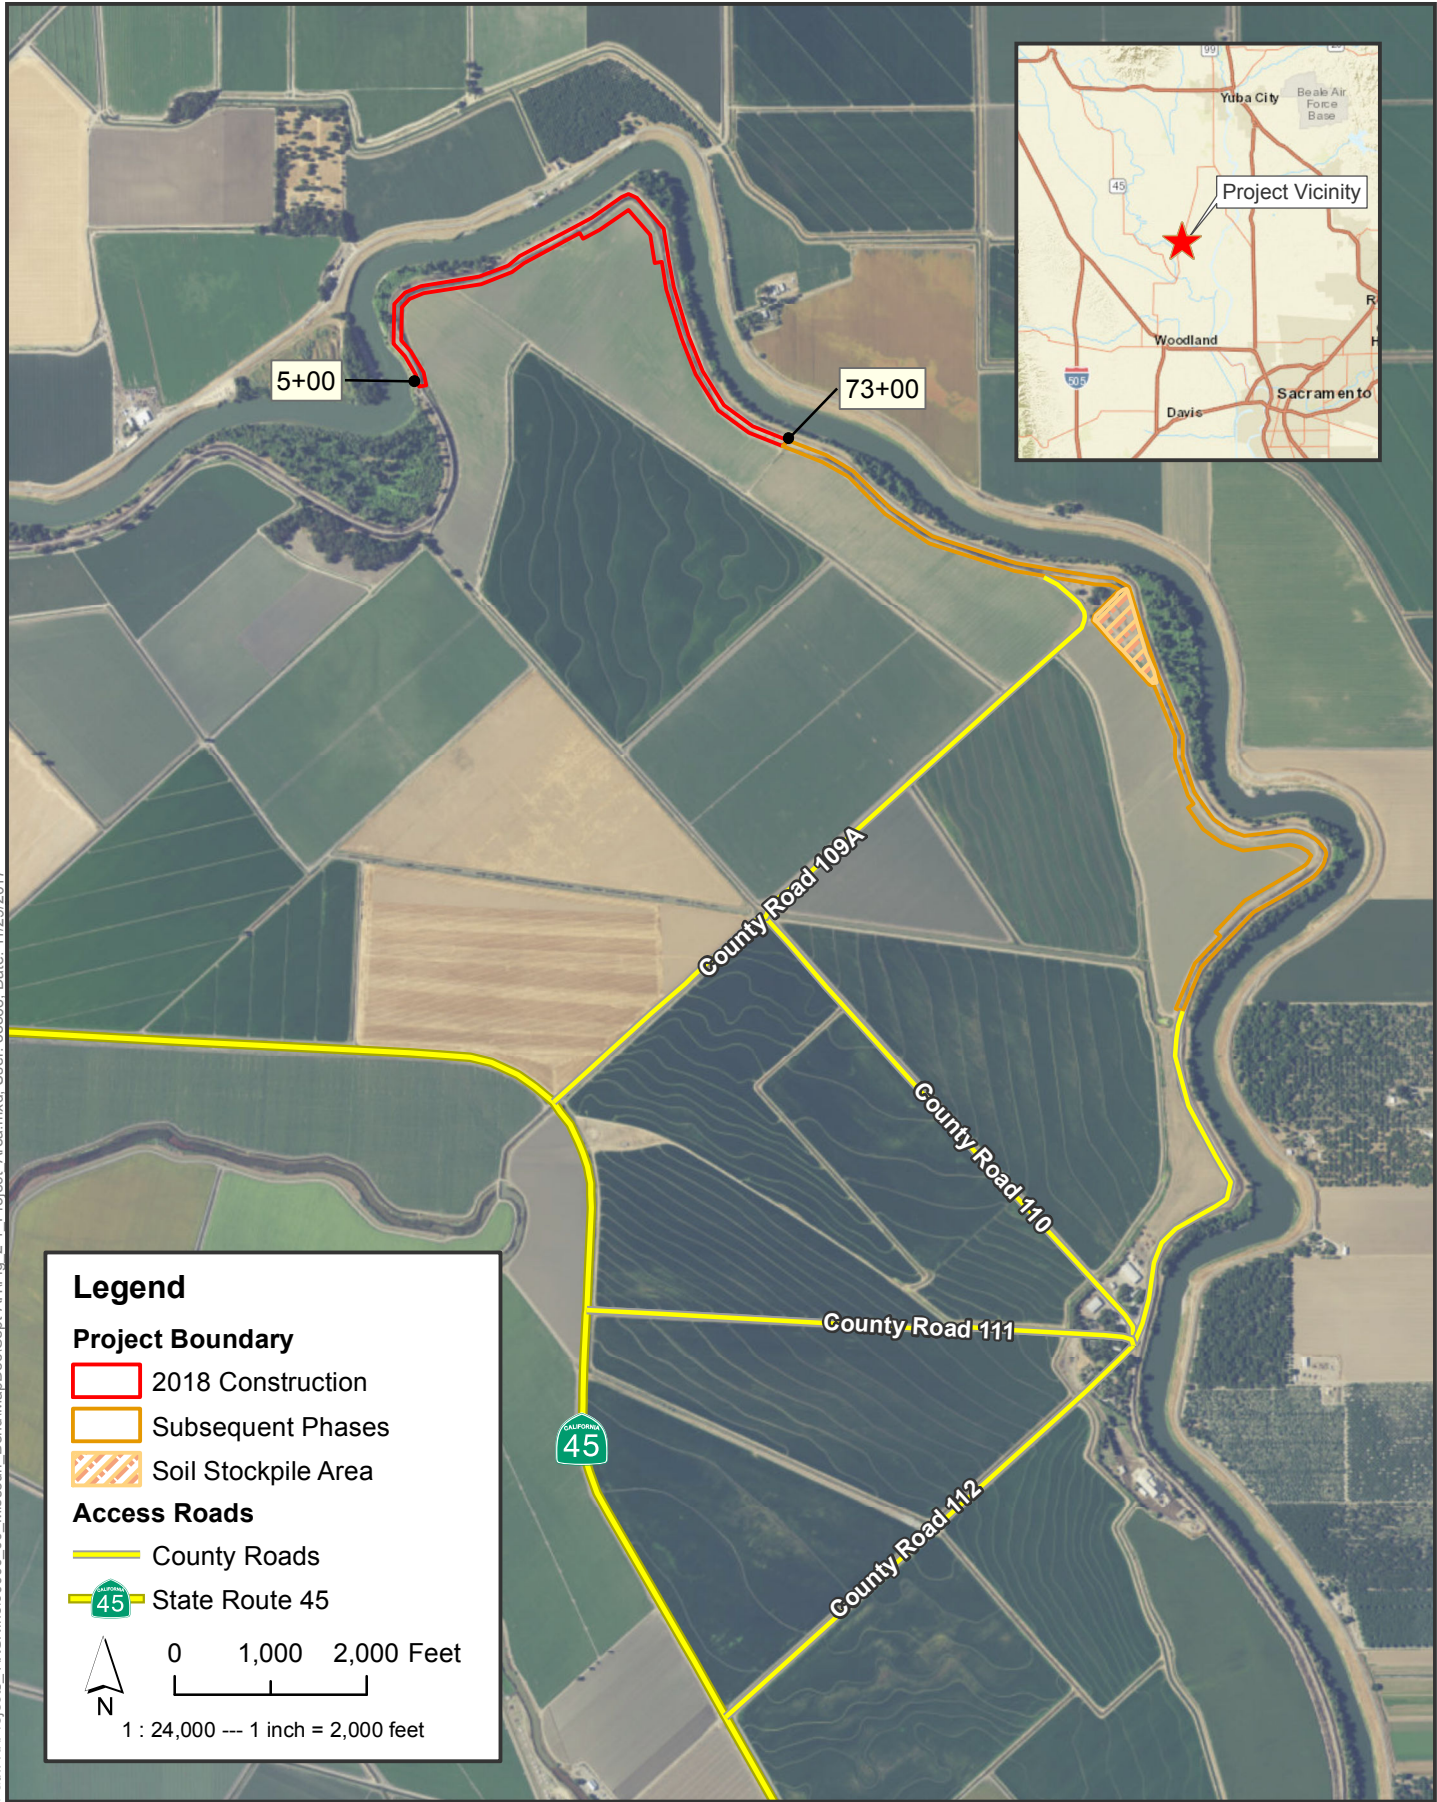 99
Yuba City
Beale Air
Force
Base
45
Project Vicinity
Woodland
505
Sacramento
Davis
5+00
73+00
County Road 109A
County Road 110
County Road 111
CALIFORNIA
45
County Road 112
Legend
Project Boundary
2018 Construction
Subsequent Phases
Soil Stockpile Area
Access Roads
County Roads
CALIFORNIA
45
State Route 45
0 1,000 2,000 Feet
N
1 : 24,000 --- 1 inch = 2,000 feet